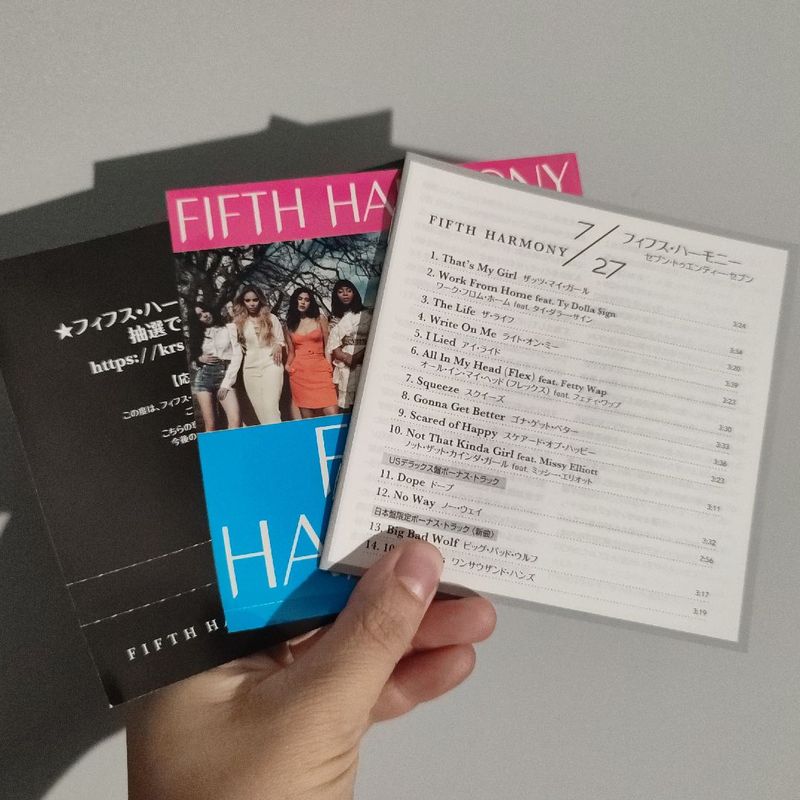 ★フィフス・ハー
抽選で
https://krs
この度は、フィフス・
FIFTH HA
FIFTH HA MONY
F
HA
FIFTH HARMONY 7/27
フィフス・ハーモニー
セブン・トゥエンティー・セブン
1. That's My Girl ザッツ・マイ・ガール 3:24
2. Work From Home feat. Ty Dolla $ign
ワーク・フロム・ホーム feat. タイ・ダラー・サイン 3:34
3. The Life ザ・ライフ 3:20
4. Write On Me ライト・オン・ミー 3:39
5. I Lied アイ・ライド 3:23
6. All In My Head (Flex) feat. Fetty Wap
オール・イン・マイ・ヘッド(フレックス) feat. フェティ・ワップ 3:30
7. Squeeze スクイーズ 3:33
8. Gonna Get Better ゴナ・ゲット・ベター 3:36
9. Scared of Happy スケアード・オブ・ハッピー 3:23
10. Not That Kinda Girl feat. Missy Elliott
ノット・ザット・カインダ・ガール feat. ミッシー・エリオット 3:11
USデラックス盤ボーナス・トラック
11. Dope ドープ 3:32
12. No Way ノー・ウェイ 2:56
日本盤限定ボーナス・トラック(新曲)
13. Big Bad Wolf ビッグ・バッド・ウルフ 3:17
14. 10 s ワンサウザンド・ハンズ 3:19